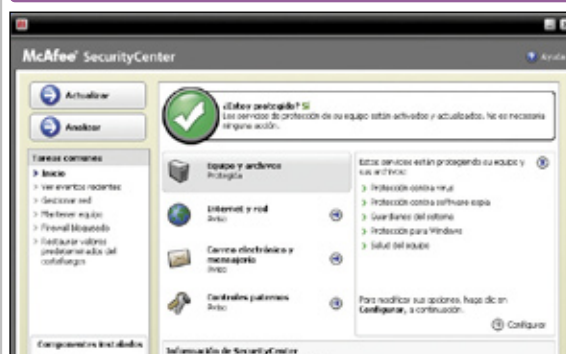 McAfee® SecurityCenter
Ayuda
Actualizar
Analizar
Tareas comunes
Inicio
Ver eventos recientes
Gestionar red
Mantener equipo
Firewall bloqueado
Restaurar valores
predeterminados del
cortafuegos
Componentes instalados
¿Estoy protegido? Sí
Los servicios de protección de su equipo están activados y actualizados. No es necesaria
ninguna acción.
Equipo y archivos
Protegida
Internet y red
Aviso
Correo electrónico y
mensajería
Aviso
Controles paternos
Aviso
Estos servicios están protegiendo su equipo y
sus archivos:
Protección contra virus
Protección contra software espía
Guardianes del sistema
Protección para Windows
Salud del equipo
Para modificar sus opciones, haga clic en
Configurar, a continuación.
Configurar
Información de SecurityCenter